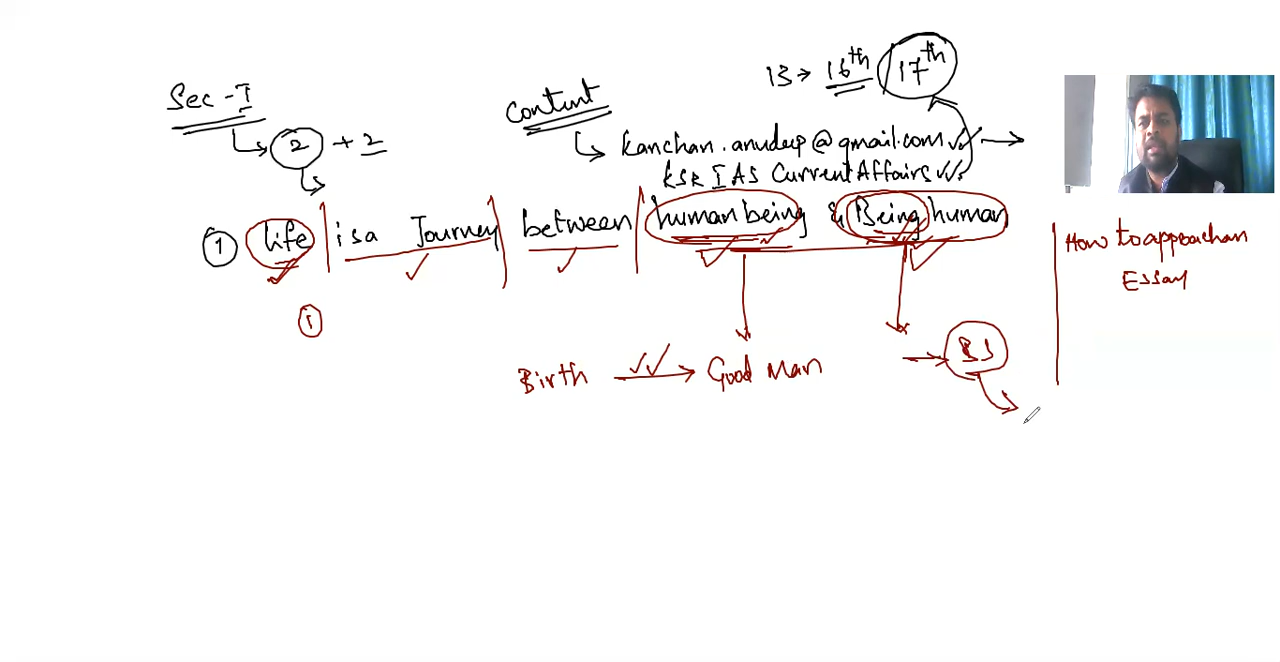 13 → 16th 17th
Sec - I
Content
2 + 2
kanchan.anudeep@gmail.com
KSR IAS Current Affairs
① Life is a Journey between human being & Being human
How to approach an
Essay
①
Birth → Good Man